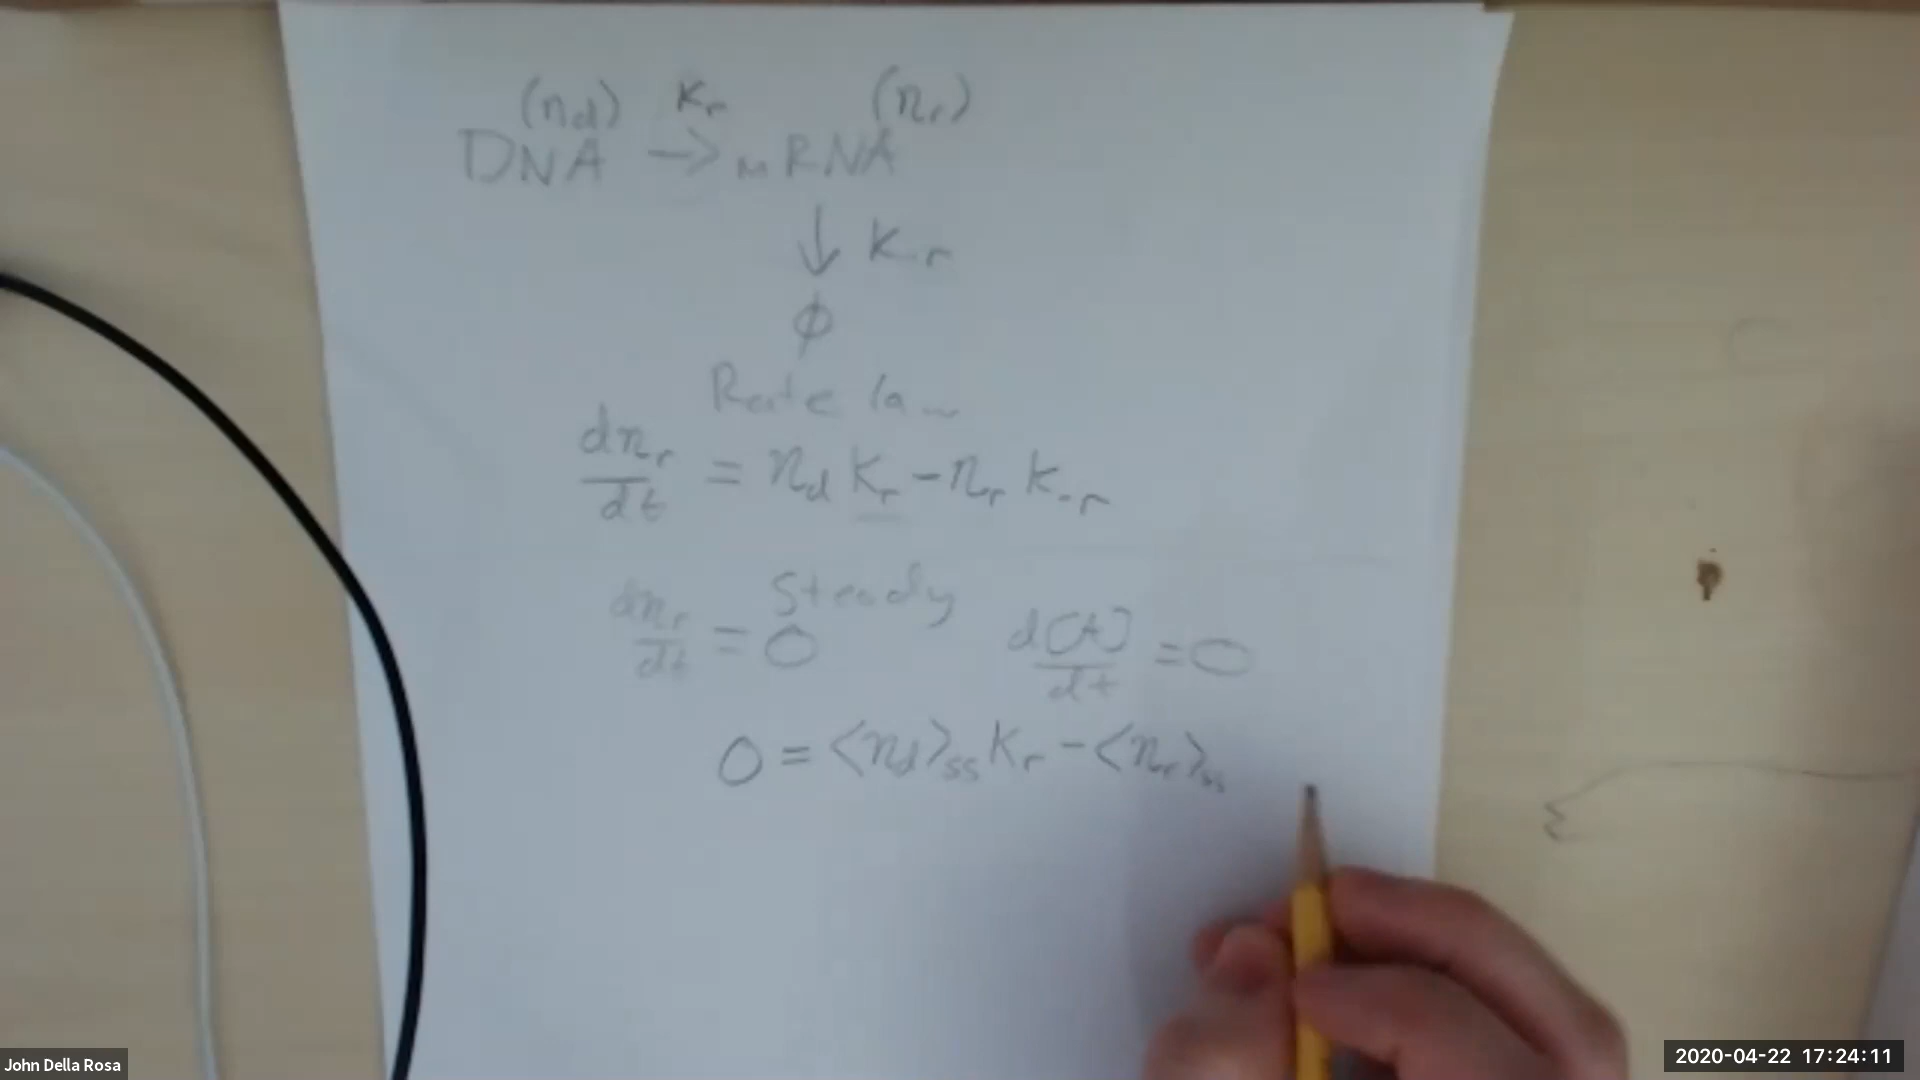 (n_d) k_r (n_r)
DNA → mRNA
↓ k_-r
ϕ
Rate law
dn_r/dt = n_d k_r - n_r k_-r
Steady
dn_r/dt = 0 d[A]/dt = 0
0 = ⟨n_d⟩_ss k_r - ⟨n_r⟩_ss
John Della Rosa
2020-04-22 17:24:11